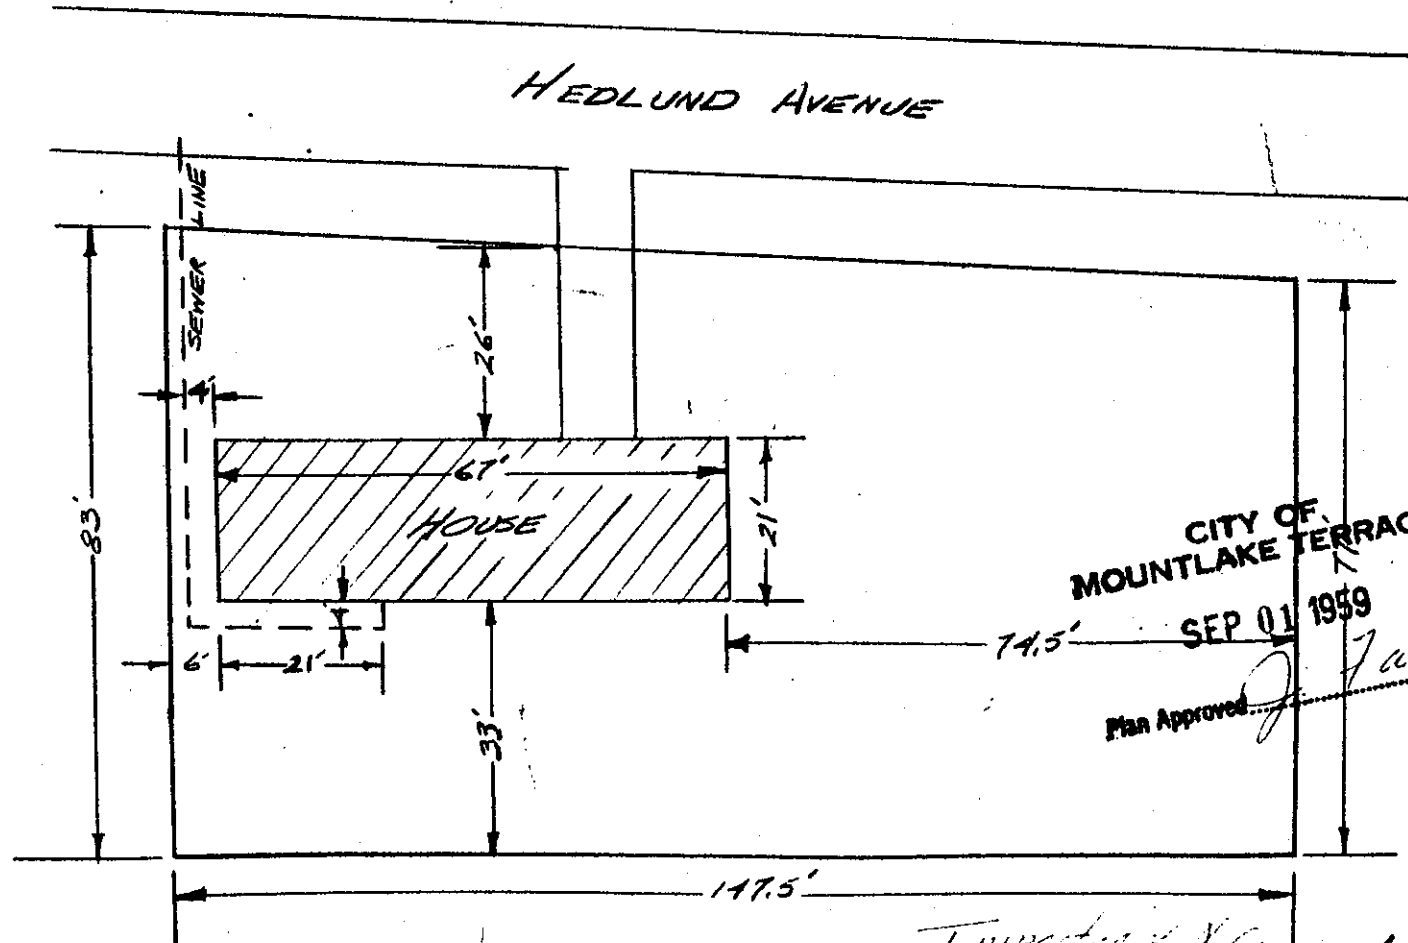 HEDLUND AVENUE
SEWER LINE
4'
26'
67'
HOUSE
83'
21'
4'
6'
21'
33'
74.5'
CITY OF
MOUNTLAKE
SEP 01 1959
Plan Approved
147.5'